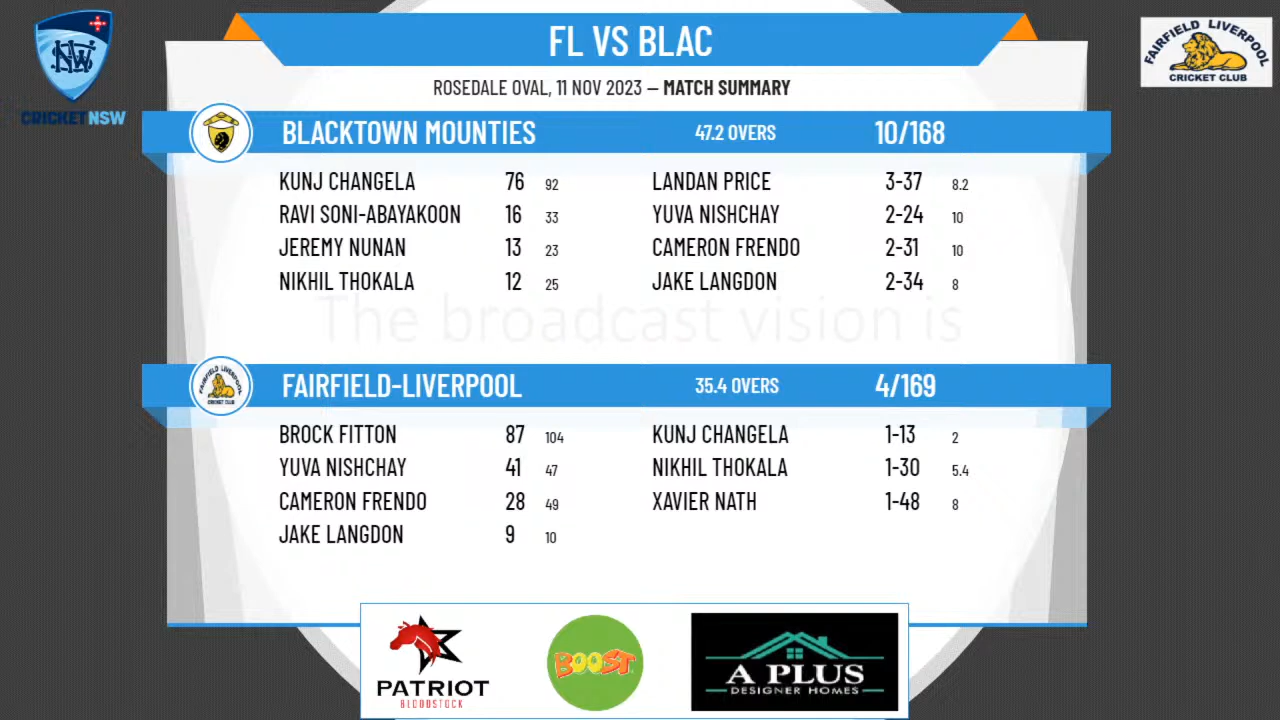 FL VS BLAC
ROSEDALE OVAL, 11 NOV 2023 – MATCH SUMMARY
CRICKET NSW
FAIRFIELD LIVERPOOL
CRICKET CLUB
BLACKTOWN MOUNTIES 47.2 OVERS 10/168
KUNJ CHANGELA 76 92 LANDAN PRICE 3-37 8.2
RAVI SONI-ABAYAKOON 16 33 YUVA NISHCHAY 2-24 10
JEREMY NUNAN 13 23 CAMERON FRENDO 2-31 10
NIKHIL THOKALA 12 25 JAKE LANGDON 2-34 8
The broadcast vision is
FAIRFIELD LIVERPOOL
CRICKET CLUB
FAIRFIELD-LIVERPOOL 35.4 OVERS 4/169
BROCK FITTON 87 104 KUNJ CHANGELA 1-13 2
YUVA NISHCHAY 41 47 NIKHIL THOKALA 1-30 5.4
CAMERON FRENDO 28 49 XAVIER NATH 1-48 8
JAKE LANGDON 9 10
PATRIOT
BLOODSTOCK
BOOST
A PLUS
DESIGNER HOMES